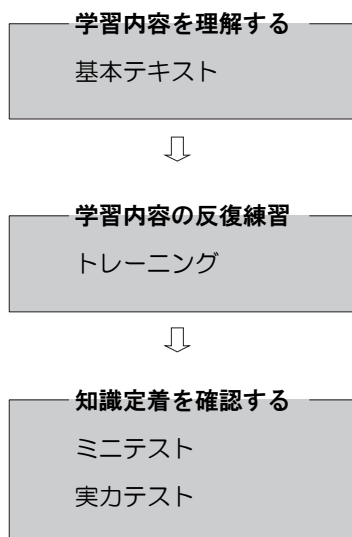 学習内容を理解する
基本テキスト
学習内容の反復練習
トレーニング
知識定着を確認する
ミニテスト
実力テスト